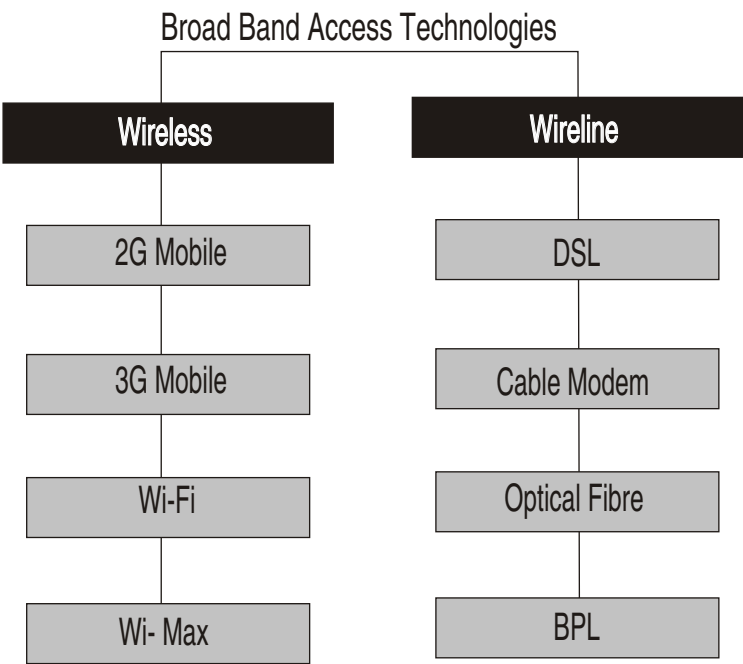 Broad Band Access Technologies
Wireless
Wireline
2G Mobile
DSL
3G Mobile
Cable Modem
Wi-Fi
Optical Fibre
Wi- Max
BPL